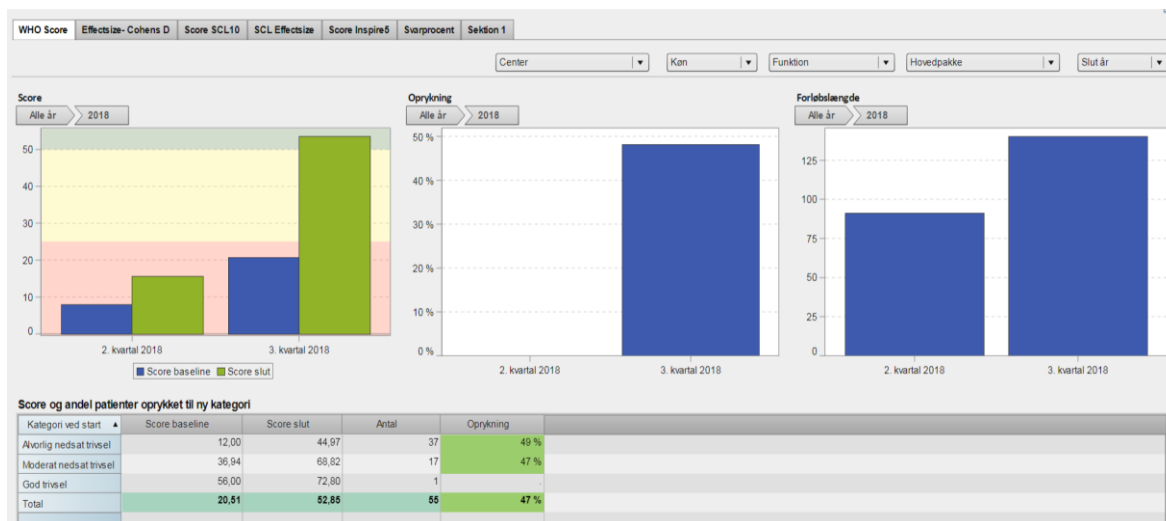 WHO Score Effectsize- Cohens D Score SCL10 SCL Effectsize Score Inspire5 Svarprocent Sektion 1
Center Køn Funktion Hovedpakke Slut år
Score
Alle år 2018
50
40
30
20
10
0
2. kvartal 2018 3. kvartal 2018
Score baseline Score slut
Oprykning
Alle år 2018
50 %
40 %
30 %
20 %
10 %
0 %
2. kvartal 2018 3. kvartal 2018
Forløbslængde
Alle år 2018
125
100
75
50
25
0
2. kvartal 2018 3. kvartal 2018
Score og andel patienter oprykket til ny kategori
Kategori ved start Score baseline Score slut Antal Oprykning
Alvorlig nedsat trivsel 12,00 44,97 37 49 %
Moderat nedsat trivsel 36,94 68,82 17 47 %
God trivsel 56,00 72,80 1 .
Total 20,51 52,85 55 47 %